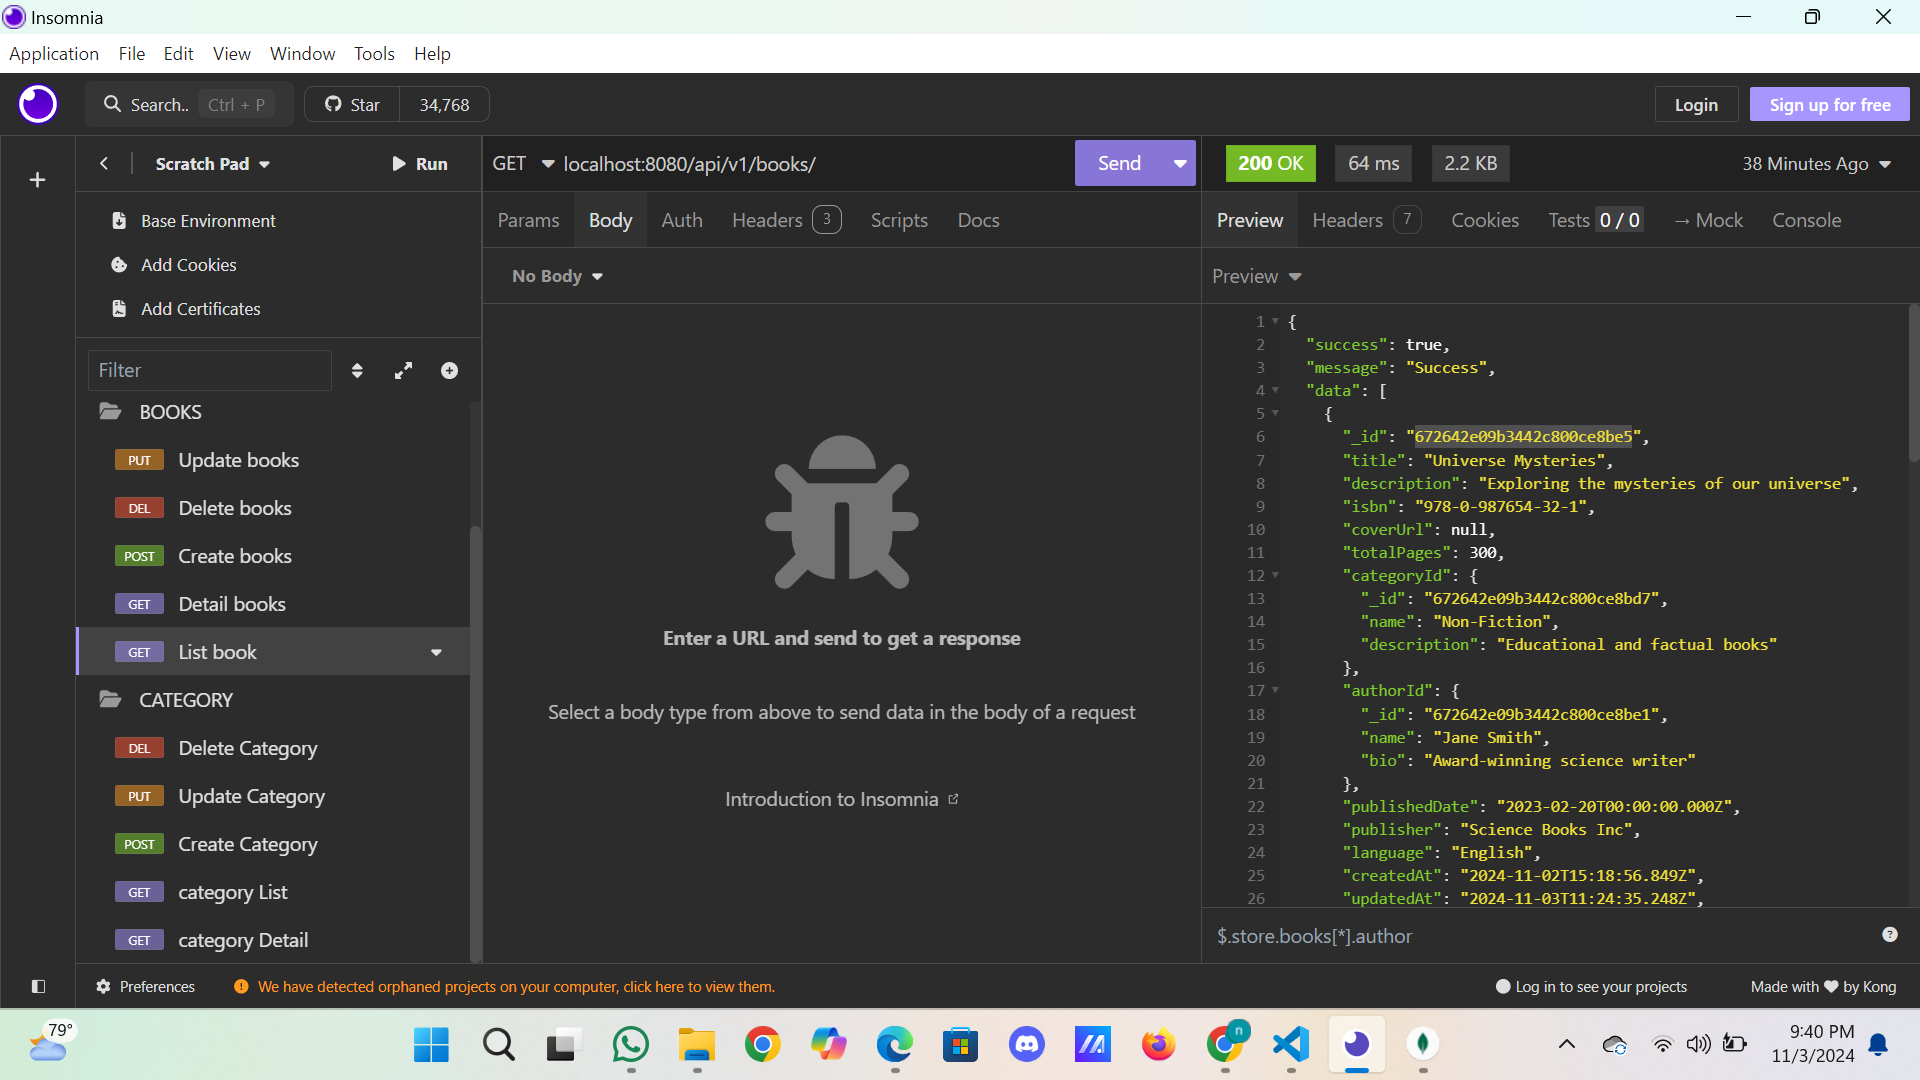 Insomnia
Application File Edit View Window Tools Help
Search.. Ctrl + P Star 34,768 Login Sign up for free
Scratch Pad Run
Base Environment
Add Cookies
Add Certificates
Filter
BOOKS
PUT Update books
DEL Delete books
POST Create books
GET Detail books
GET List book
CATEGORY
DEL Delete Category
PUT Update Category
POST Create Category
GET category List
GET category Detail
GET localhost:8080/api/v1/books/ Send
Params Body Auth Headers 3 Scripts Docs
No Body
Enter a URL and send to get a response
Select a body type from above to send data in the body of a request
Introduction to Insomnia
200 OK 64 ms 2.2 KB 38 Minutes Ago
Preview Headers 7 Cookies Tests 0 / 0 → Mock Console
Preview
1 {
2 "success": true,
3 "message": "Success",
4 "data": [
5 {
6 "_id": "672642e09b3442c800ce8be5",
7 "title": "Universe Mysteries",
8 "description": "Exploring the mysteries of our universe",
9 "isbn": "978-0-987654-32-1",
10 "coverUrl": null,
11 "totalPages": 300,
12 "categoryId": {
13 "_id": "672642e09b3442c800ce8bd7",
14 "name": "Non-Fiction",
15 "description": "Educational and factual books"
16 },
17 "authorId": {
18 "_id": "672642e09b3442c800ce8be1",
19 "name": "Jane Smith",
20 "bio": "Award-winning science writer"
21 },
22 "publishedDate": "2023-02-20T00:00:00.000Z",
23 "publisher": "Science Books Inc",
24 "language": "English",
25 "createdAt": "2024-11-02T15:18:56.849Z",
26 "updatedAt": "2024-11-03T11:24:35.248Z",
$.store.books[*].author
Preferences We have detected orphaned projects on your computer, click here to view them. Log in to see your projects Made with ♥ by Kong
79° n 9:40 PM
11/3/2024